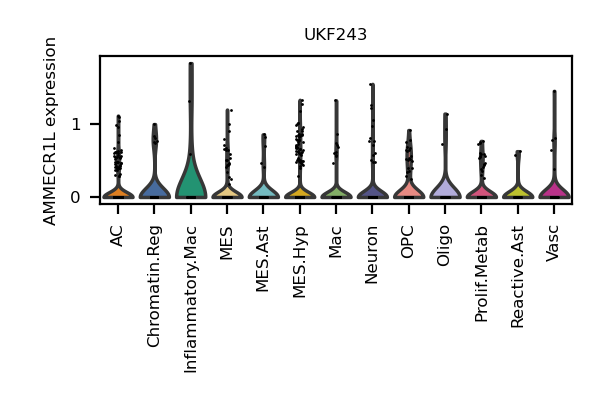 UKF243
AMMECR1L expression
1
0
AC
Chromatin.Reg
Inflammatory.Mac
MES
MES.Ast
MES.Hyp
Mac
Neuron
OPC
Oligo
Prolif.Metab
Reactive.Ast
Vasc